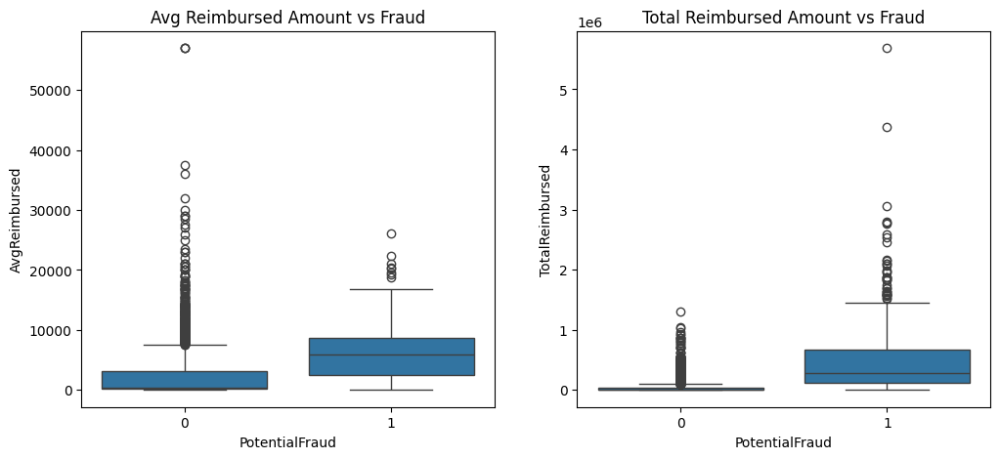 Avg Reimbursed Amount vs Fraud
AvgReimbursed
50000
40000
30000
20000
10000
0
0 1
PotentialFraud
Total Reimbursed Amount vs Fraud
1e6
TotalReimbursed
5
4
3
2
1
0
0 1
PotentialFraud